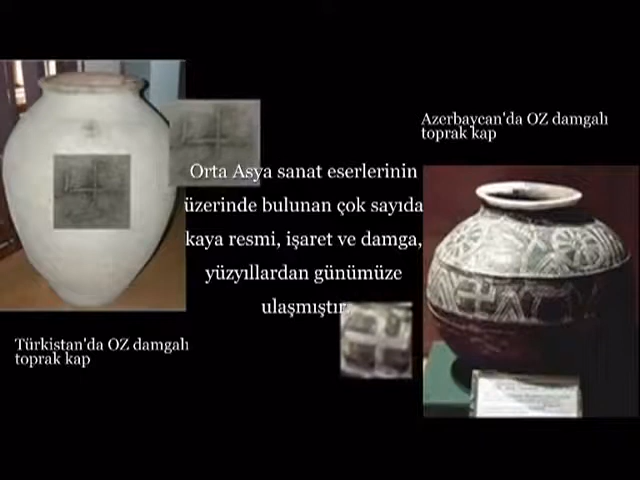 Azerbaycan'da OZ damgalı
toprak kap
Orta Asya sanat eserlerinin
üzerinde bulunan çok sayıda
kaya resmi, işaret ve damga,
yüzyıllardan günümüze
ulaşmıştır.
Türkistan'da OZ damgalı
toprak kap